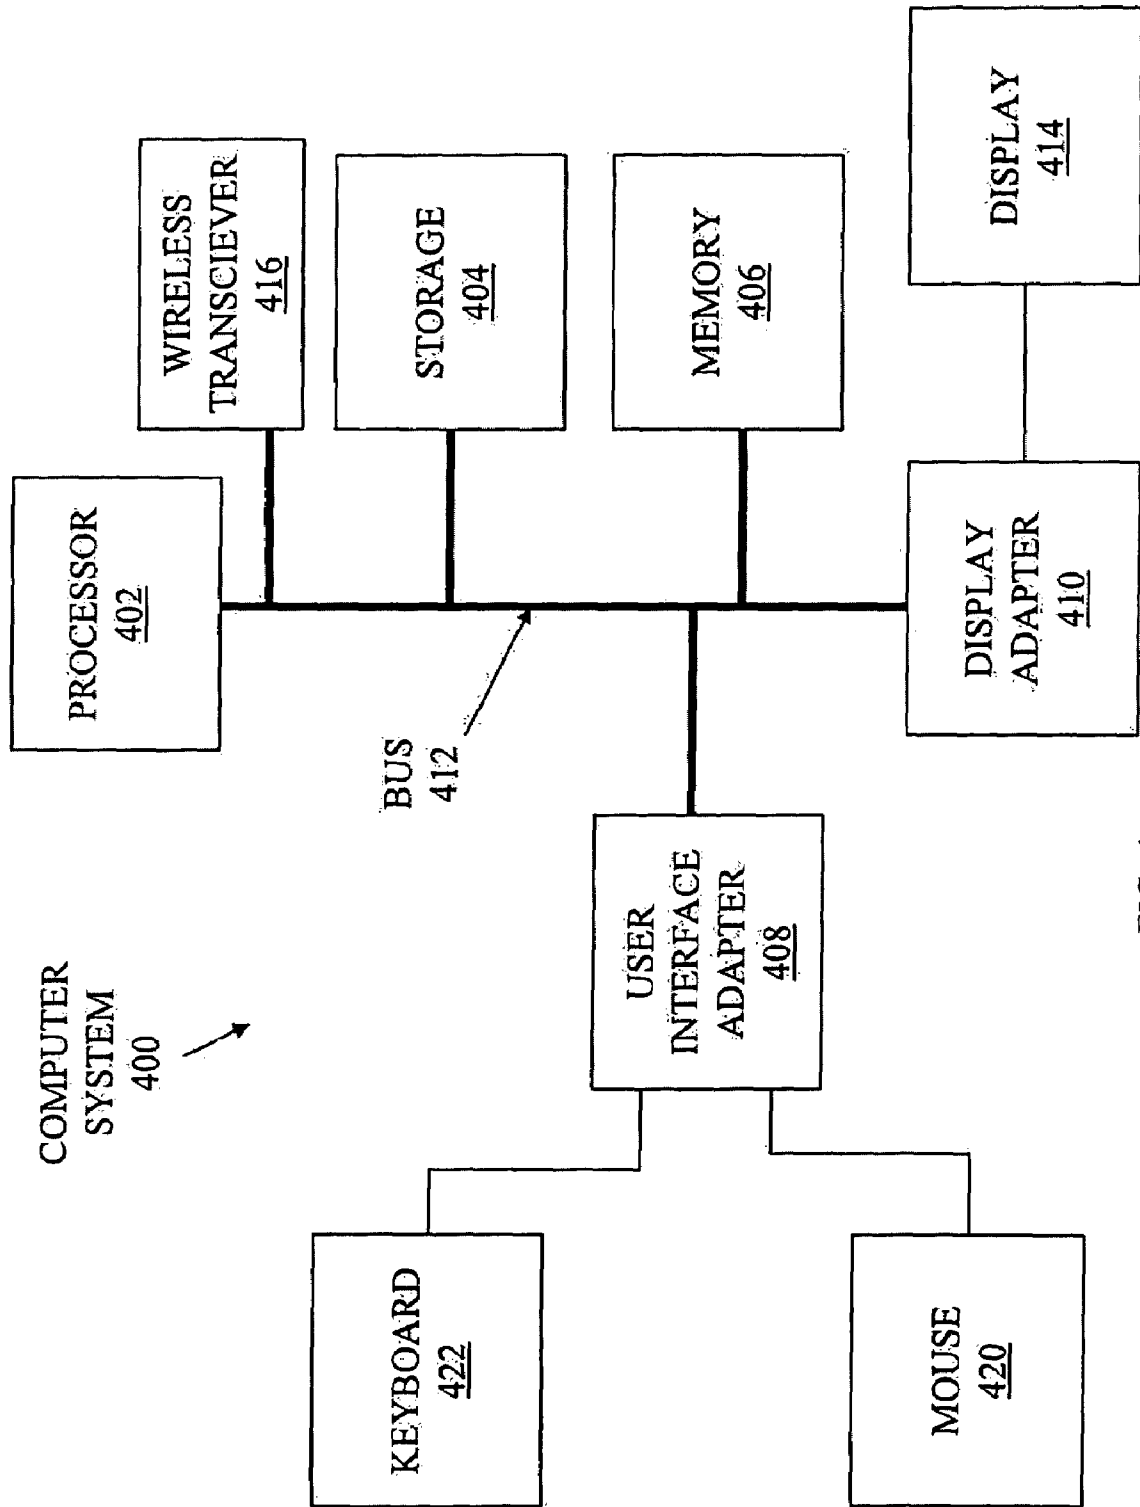 COMPUTER
SYSTEM
400
PROCESSOR
402
WIRELESS
TRANSCIEVER
416
BUS
412
STORAGE
404
KEYBOARD
422
USER
INTERFACE
ADAPTER
408
MEMORY
406
MOUSE
420
DISPLAY
ADAPTER
410
DISPLAY
414